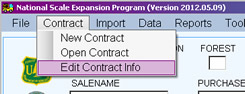 National Scale Expansion Program (Version 2012.05.09)
File Contract Import Data Reports Tool
New Contract
Open Contract
Edit Contract Info
FOREST
SALENAME PURCHASE